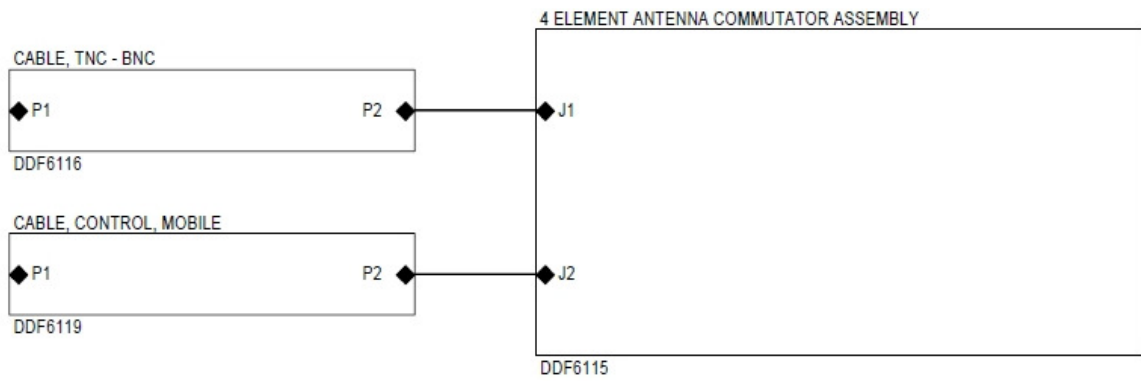 4 ELEMENT ANTENNA COMMUTATOR ASSEMBLY
CABLE, TNC - BNC
P1 P2 J1
DDF6116
CABLE, CONTROL, MOBILE
P1 P2 J2
DDF6119
DDF6115